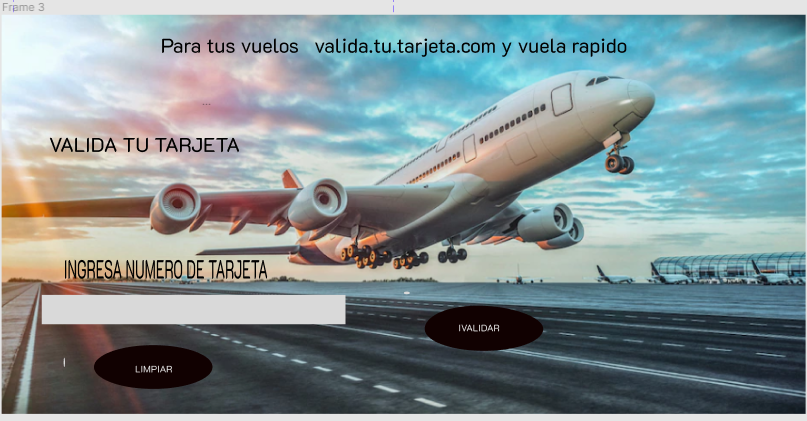 Frame 3
Para tus vuelos valida.tu.tarjeta.com y vuela rapido
VALIDA TU TARJETA
INGRESA NUMERO DE TARJETA
IVALIDAR
LIMPIAR